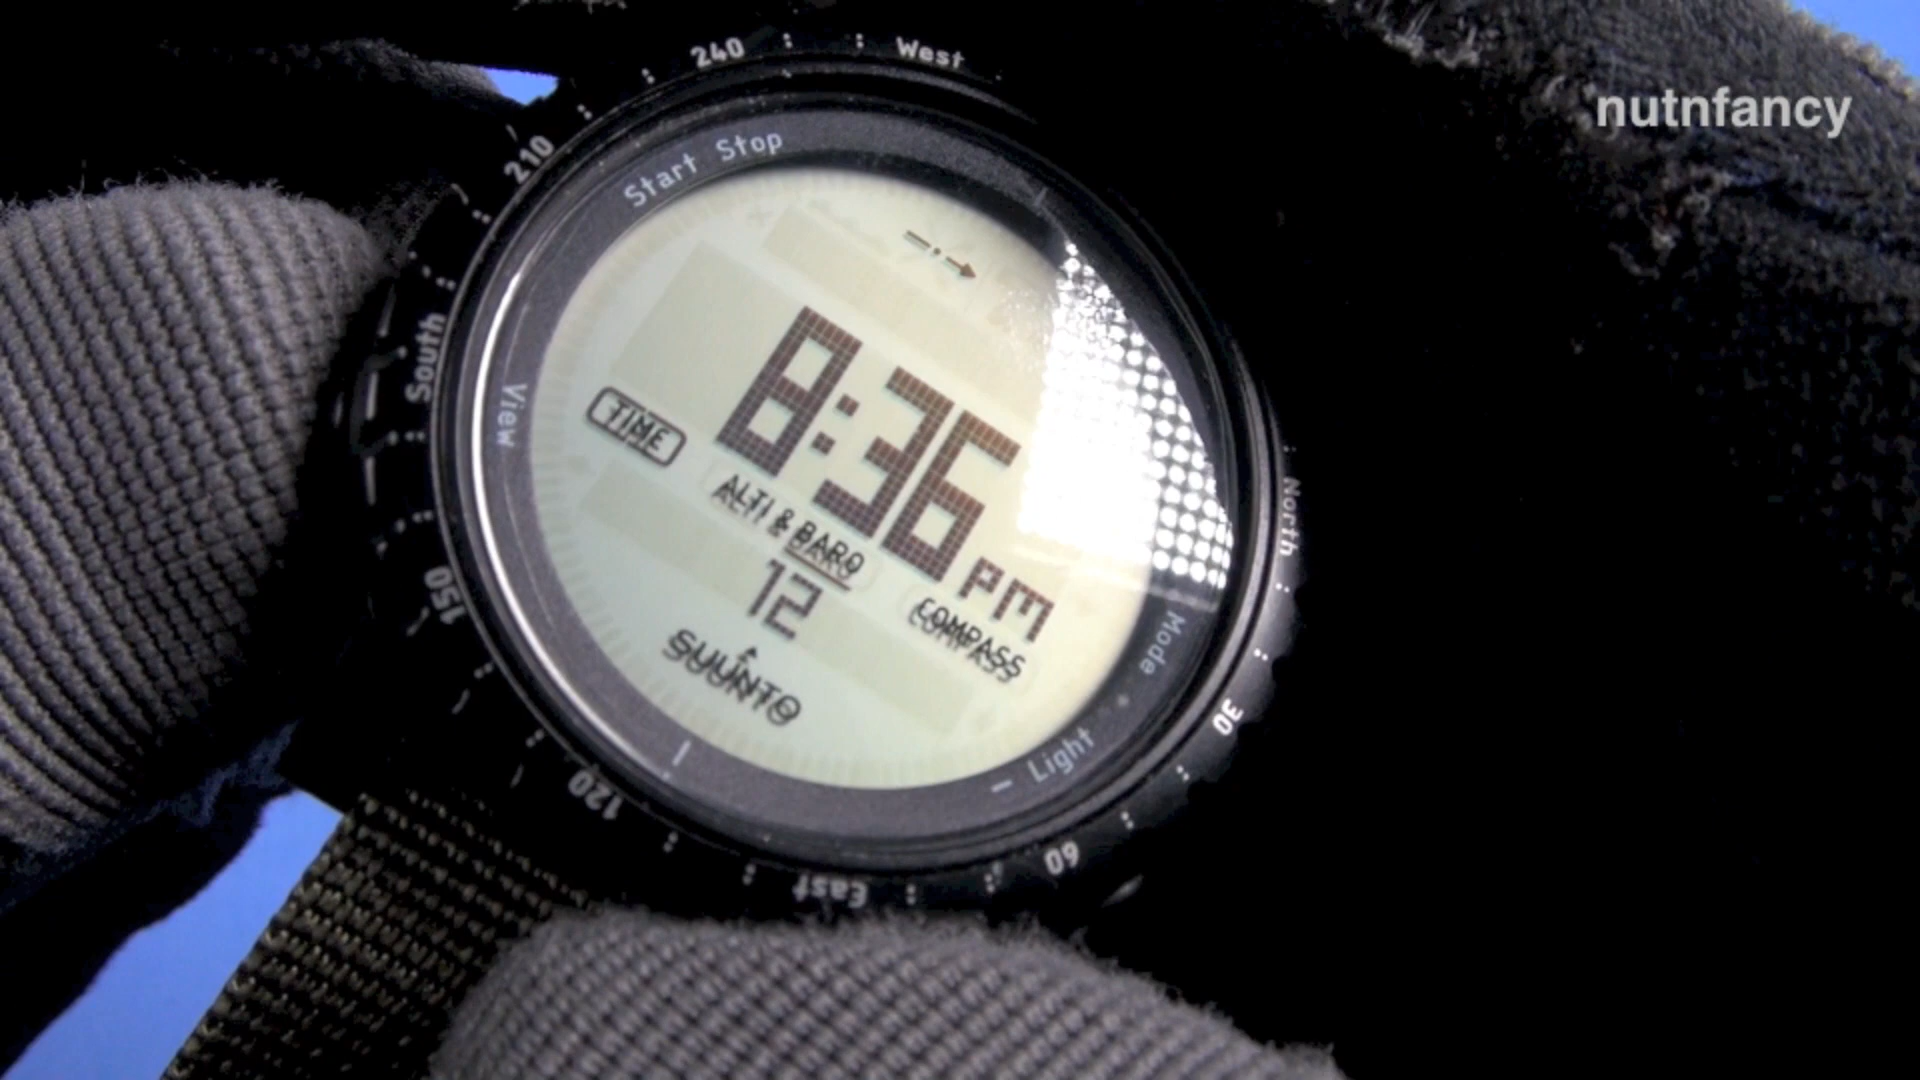 nutnfancy
240
West
210
Start Stop
South
View
8:36 PM
TIME
ALTI & BARO
COMPASS
12
SUUNTO
North
Mode
150
30
Light
120
60
East